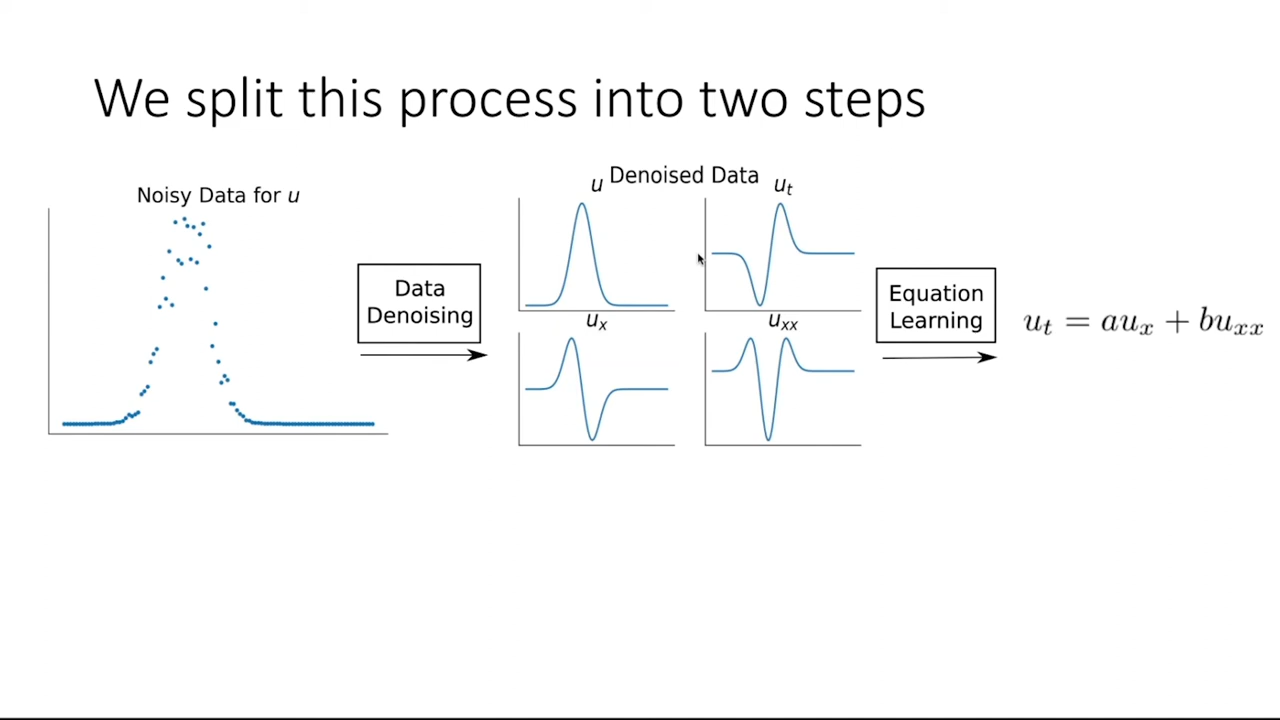 We split this process into two steps
Noisy Data for u
Data
Denoising
Denoised Data
u
u_t
u_x
u_xx
Equation
Learning
u_t = au_x + bu_xx